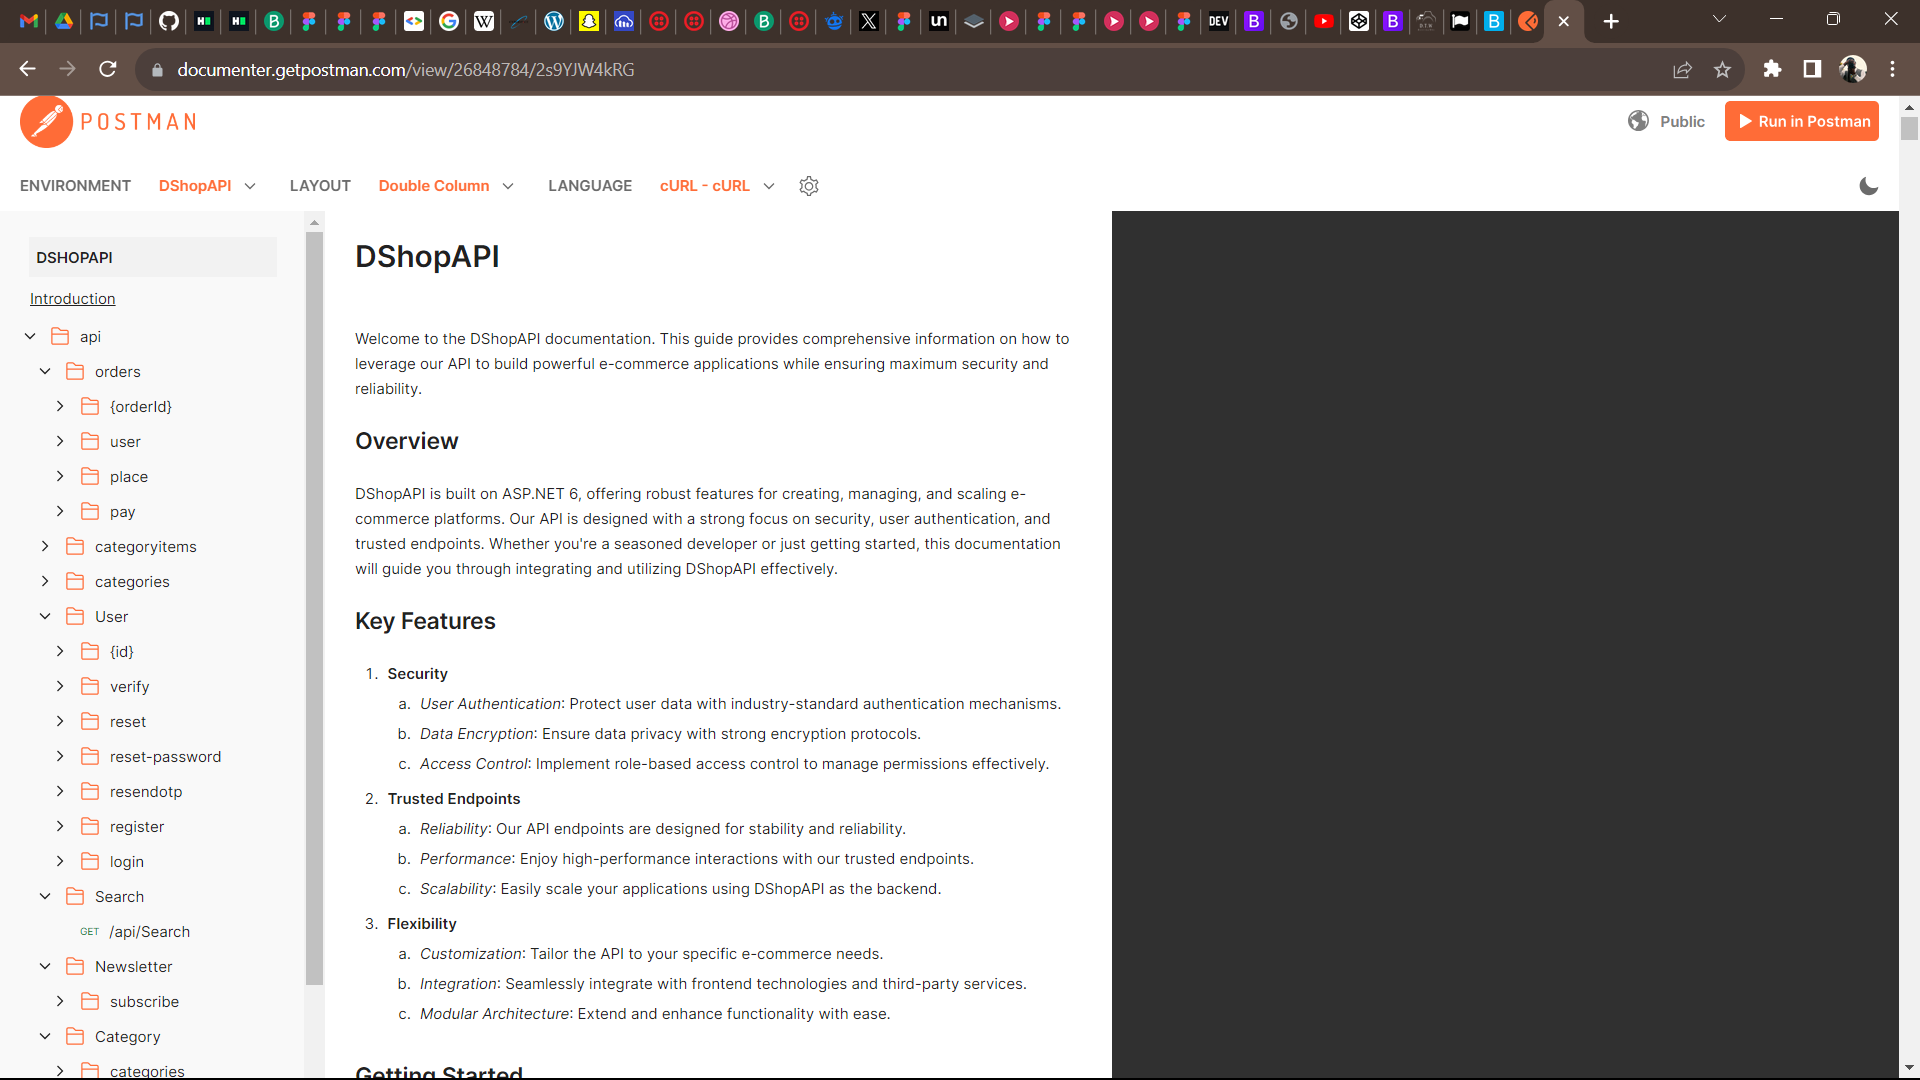 documenter.getpostman.com/view/26848784/2s9YJW4kRG
POSTMAN
Public
Run in Postman
ENVIRONMENT DShopAPI LAYOUT Double Column LANGUAGE cURL - cURL
DSHOPAPI
Introduction
api
orders
{orderId}
user
place
pay
categoryitems
categories
User
{id}
verify
reset
reset-password
resendotp
register
login
Search
GET /api/Search
Newsletter
subscribe
Category
categories
DShopAPI
Welcome to the DShopAPI documentation. This guide provides comprehensive information on how to
leverage our API to build powerful e-commerce applications while ensuring maximum security and
reliability.
Overview
DShopAPI is built on ASP.NET 6, offering robust features for creating, managing, and scaling e-
commerce platforms. Our API is designed with a strong focus on security, user authentication, and
trusted endpoints. Whether you're a seasoned developer or just getting started, this documentation
will guide you through integrating and utilizing DShopAPI effectively.
Key Features
1. Security
a. User Authentication: Protect user data with industry-standard authentication mechanisms.
b. Data Encryption: Ensure data privacy with strong encryption protocols.
c. Access Control: Implement role-based access control to manage permissions effectively.
2. Trusted Endpoints
a. Reliability: Our API endpoints are designed for stability and reliability.
b. Performance: Enjoy high-performance interactions with our trusted endpoints.
c. Scalability: Easily scale your applications using DShopAPI as the backend.
3. Flexibility
a. Customization: Tailor the API to your specific e-commerce needs.
b. Integration: Seamlessly integrate with frontend technologies and third-party services.
c. Modular Architecture: Extend and enhance functionality with ease.
Getting Started